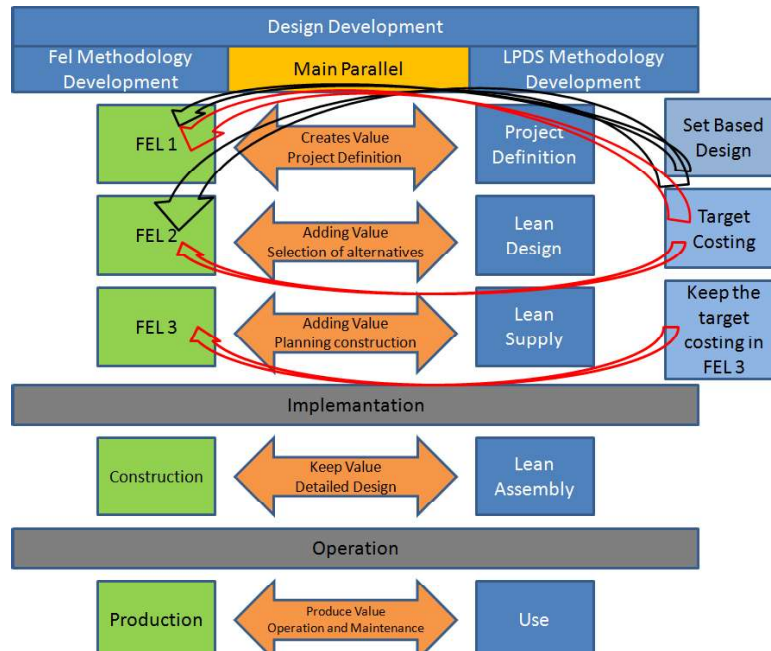 Design Development
Fel Methodology
Development
Main Parallel
LPDS Methodology
Development
FEL 1
Creates Value
Project Definition
Project
Definition
Set Based
Design
FEL 2
Adding Value
Selection of alternatives
Lean
Design
Target
Costing
FEL 3
Adding Value
Planning construction
Lean
Supply
Keep the
target
costing in
FEL 3
Implemantation
Construction
Keep Value
Detailed Design
Lean
Assembly
Operation
Production
Produce Value
Operation and Maintenance
Use